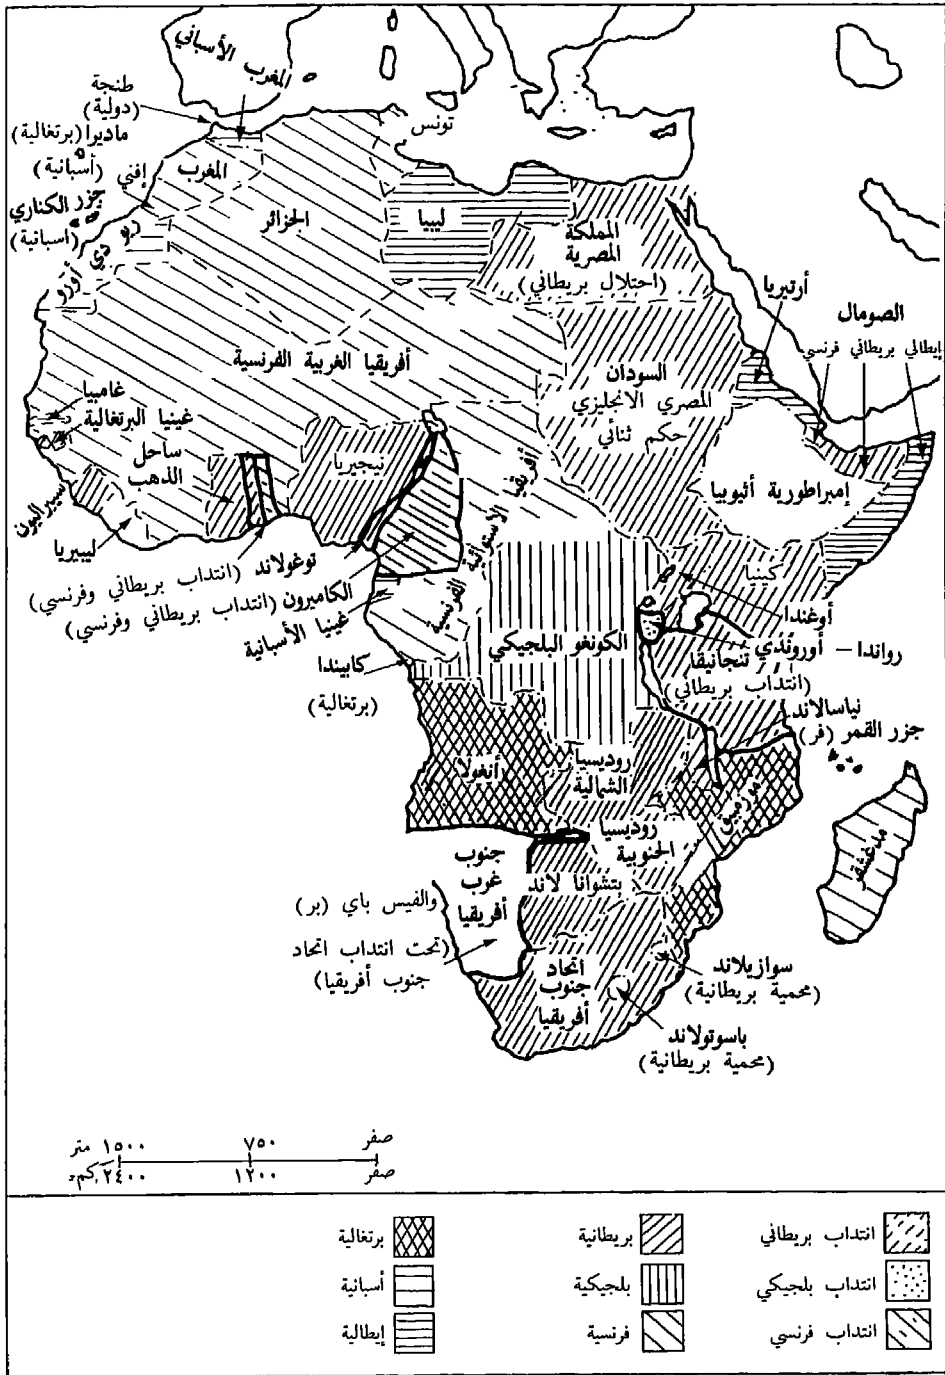 المغرب الأسباني
طنجة
(دولية)
ماديرا (برتغالية)
(أسبانية)
إفني
جزر الكناري
(أسبانية)
ريو دي أورو
المغرب
الجزائر
تونس
ليبيا
المملكة
المصرية
(احتلال بريطاني)
أرتيريا
الصومال
إيطالي بريطاني فرنسي
أفريقيا الغربية الفرنسية
السودان
المصري الانجليزي
حكم ثنائي
إمبراطورية أثيوبيا
غامبيا
غينيا البرتغالية
ساحل
الذهب
نيجيريا
سيراليون
ليبيريا
توغولاند (انتداب بريطاني وفرنسي)
الكاميرون (انتداب بريطاني وفرنسي)
غينيا الأسبانية
أفريقيا الأستوائية الفرنسية
كابيندا
(برتغالية)
الكونغو البلجيكي
كينيا
أوغندا
رواندا – أوروندي
تنجانيقا
(انتداب بريطاني)
نياسالاند
جزر القمر (فر)
أنغولا
روديسيا
الشمالية
روديسيا
الجنوبية
موزمبيق
مدغشقر
جنوب
غرب
أفريقيا
والفيس باي (بر)
(تحت انتداب اتحاد
جنوب أفريقيا)
بتشوانا لاند
اتحاد
جنوب
أفريقيا
سوازيلاند
(محمية بريطانية)
باسوتولاند
(محمية بريطانية)
صفر ٧٥٠ ١٥٠٠ متر
صفر ١٢٠٠ ٢٤٠٠
انتداب بريطاني
بريطانية
برتغالية
انتداب بلجيكي
بلجيكية
أسبانية
انتداب فرنسي
فرنسية
إيطالية